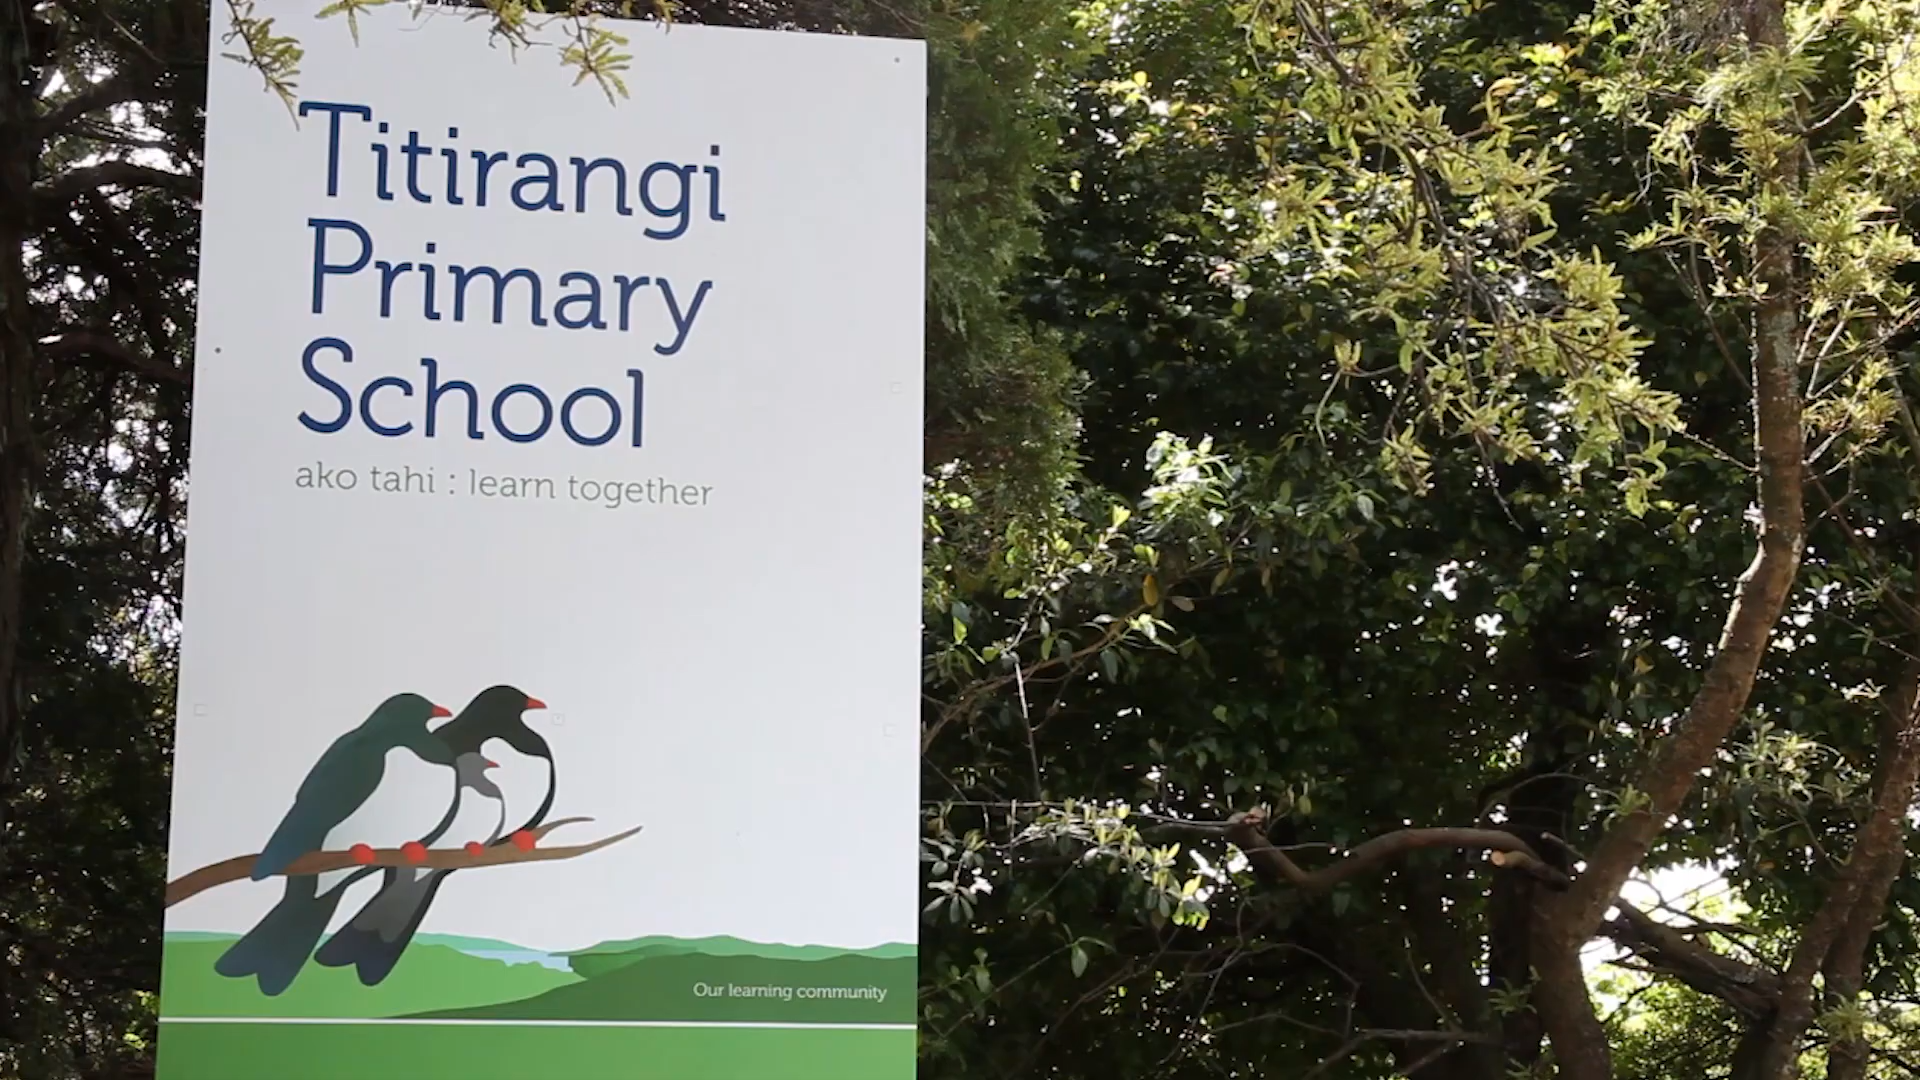 Titirangi
Primary
School
ako tahi : learn together
Our learning community